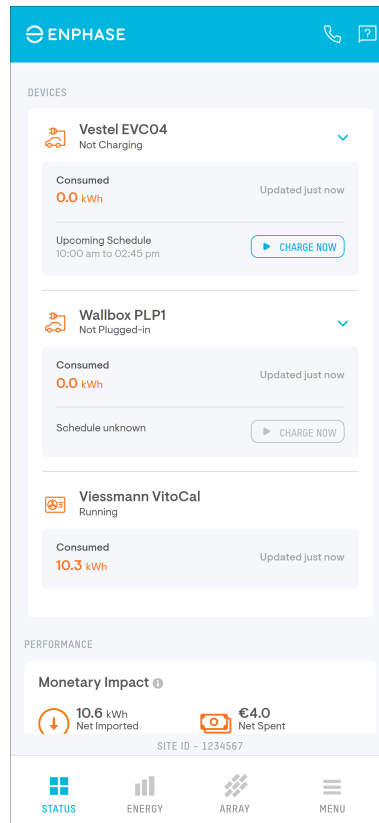 ENPHASE
?
DEVICES
Vestel EVC04
Not Charging
Consumed
0.0 kWh
Updated just now
Upcoming Schedule
10:00 am to 02:45 pm
CHARGE NOW
Wallbox PLP1
Not Plugged-in
Consumed
0.0 kWh
Updated just now
Schedule unknown
CHARGE NOW
Viessmann VitoCal
Running
Consumed
10.3 kWh
Updated just now
PERFORMANCE
Monetary Impact i
10.6 kWh
Net Imported
€4.0
Net Spent
SITE ID - 1234567
STATUS
ENERGY
ARRAY
MENU